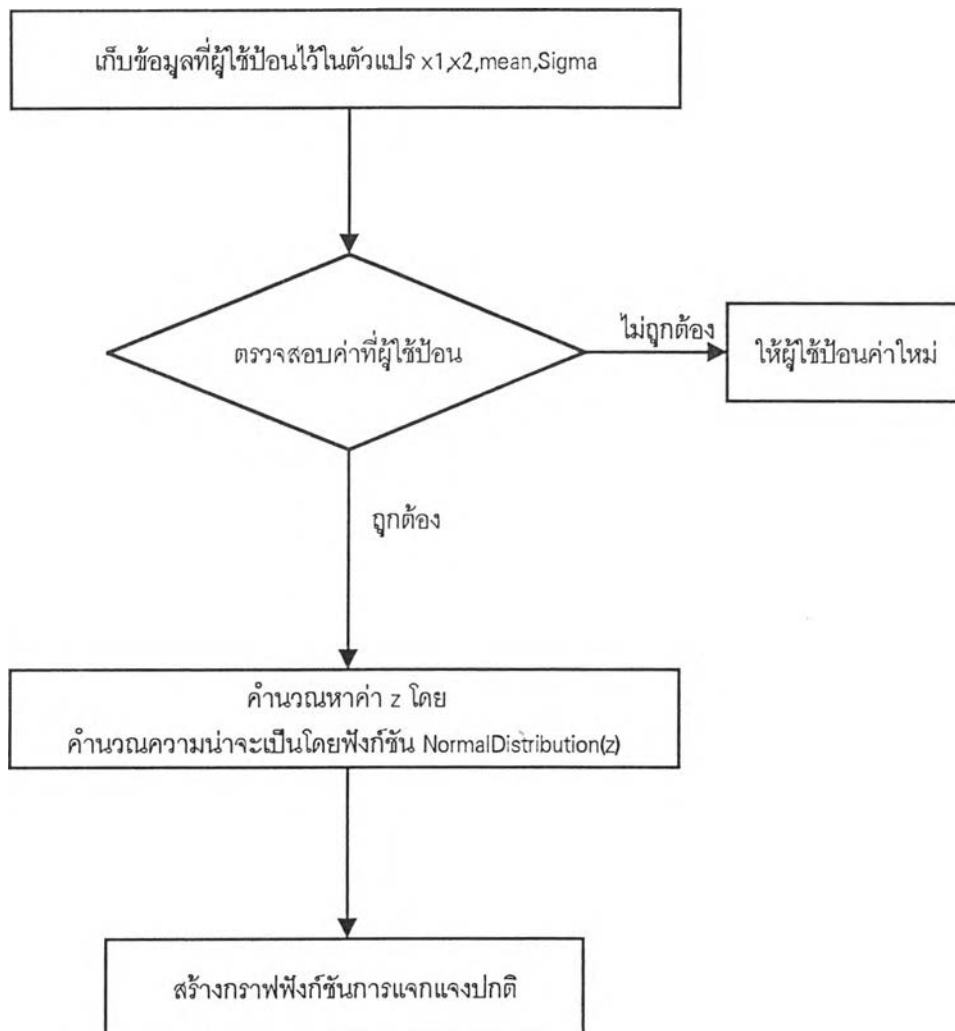 เก็บข้อมูลที่ผู้ใช้ป้อนไว้ในตัวแปร x1,x2,mean,Sigma
ตรวจสอบค่าที่ผู้ใช้ป้อน
ไม่ถูกต้อง
ให้ผู้ใช้ป้อนค่าใหม่
ถูกต้อง
คำนวณหาค่า z โดย
คำนวณความน่าจะเป็นโดยฟังก์ชัน NormalDistribution(z)
สร้างกราฟฟังก์ชันการแจกแจงปกติ